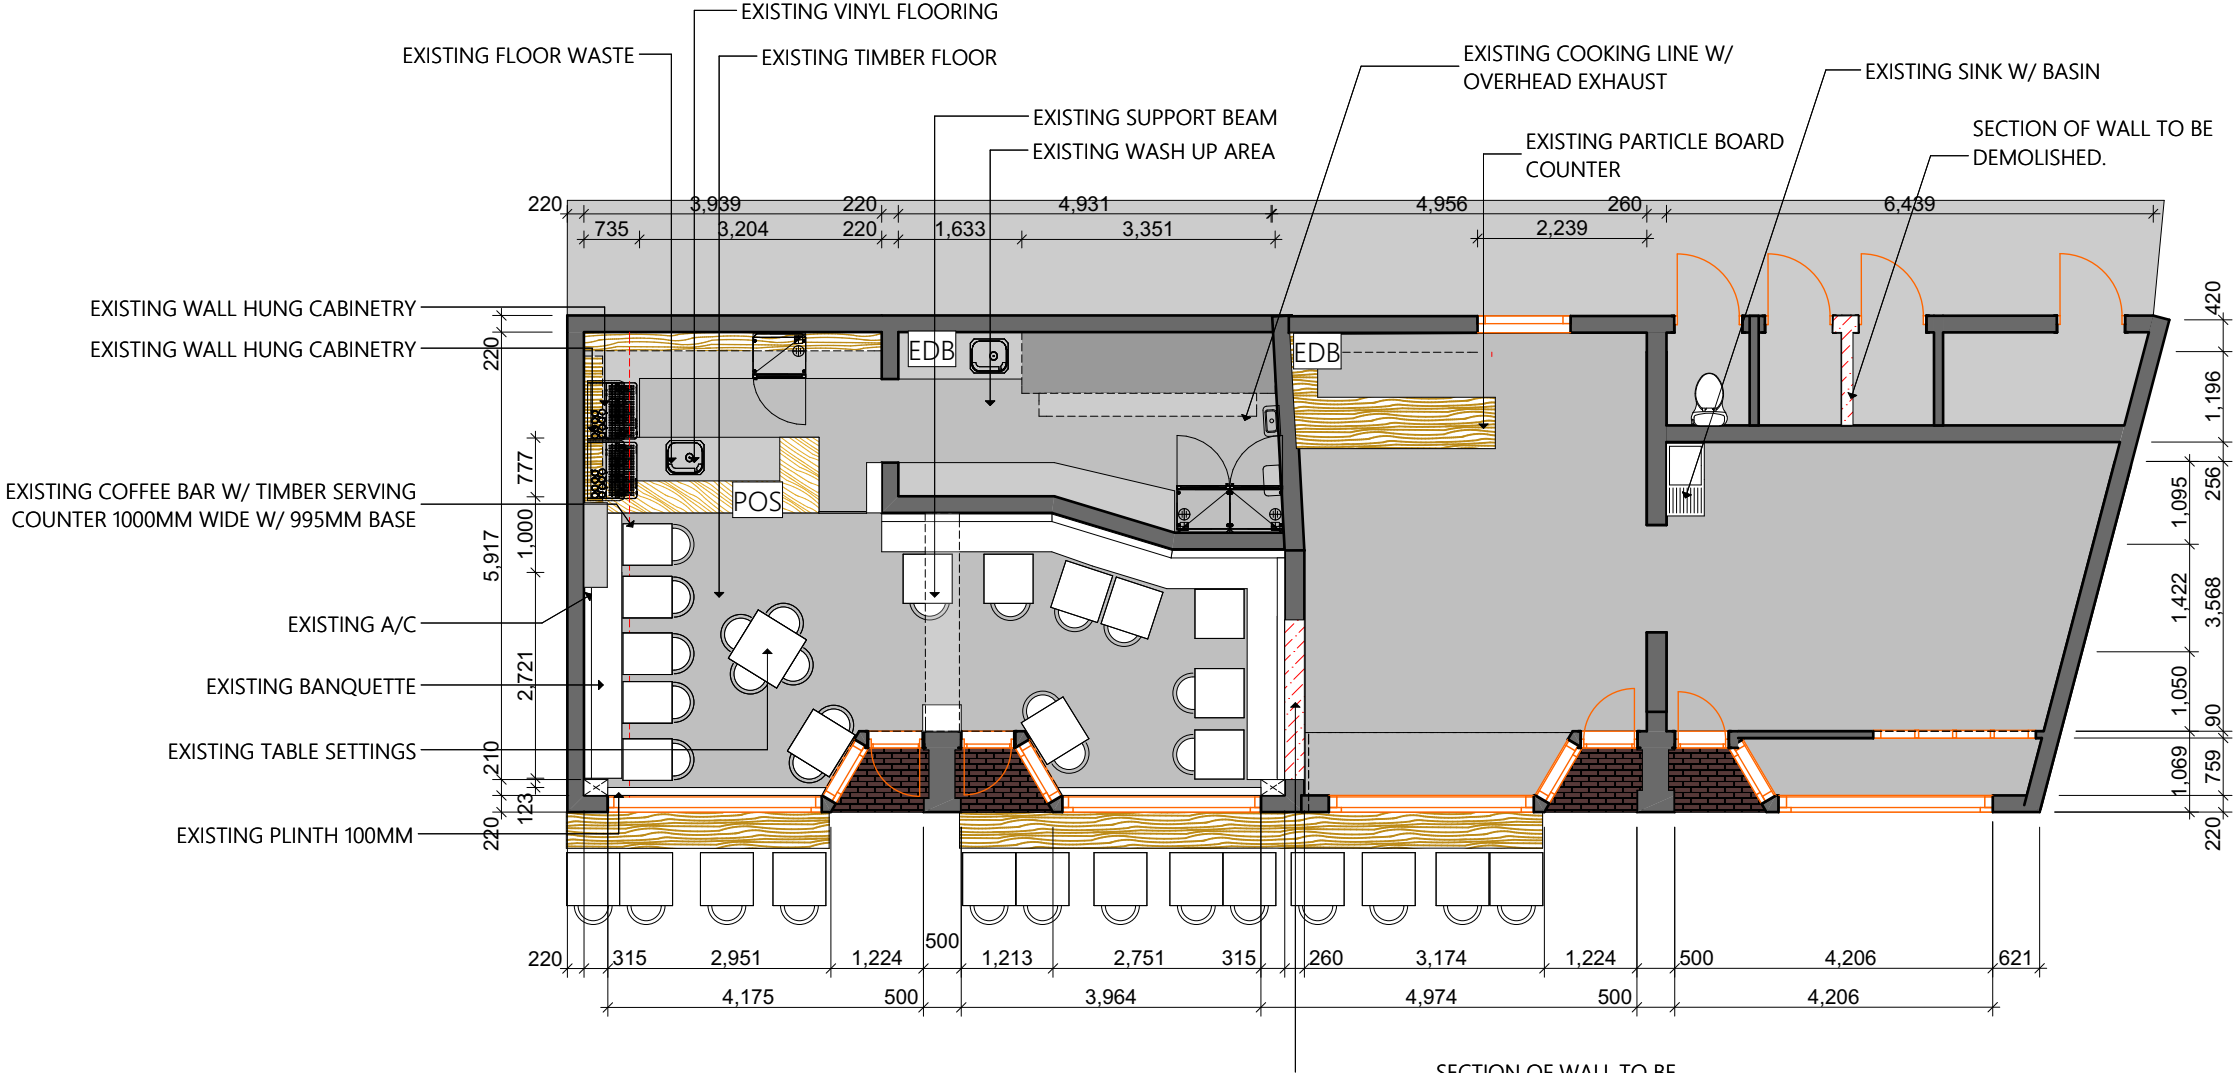 EXISTING VINYL FLOORING
EXISTING FLOOR WASTE
EXISTING TIMBER FLOOR
EXISTING COOKING LINE W/
OVERHEAD EXHAUST
EXISTING SINK W/ BASIN
EXISTING SUPPORT BEAM
EXISTING WASH UP AREA
EXISTING PARTICLE BOARD
COUNTER
SECTION OF WALL TO BE
DEMOLISHED.
220 3,939 220 4,931 4,956 260 6,439
735 3,204 220 1,633 3,351 2,239
EXISTING WALL HUNG CABINETRY
EXISTING WALL HUNG CABINETRY
EXISTING COFFEE BAR W/ TIMBER SERVING
COUNTER 1000MM WIDE W/ 995MM BASE
EXISTING A/C
EXISTING BANQUETTE
EXISTING TABLE SETTINGS
EXISTING PLINTH 100MM
220
5,917
210
220
777
1,000
2,721
123
EDB
EDB
POS
420
1,196
256
3,568
90
759
220
1,095
1,422
1,050
1,069
500
220 315 2,951 1,224 1,213 2,751 315 260 3,174 1,224 500 4,206 621
4,175 500 3,964 4,974 500 4,206
SECTION OF WALL TO BE